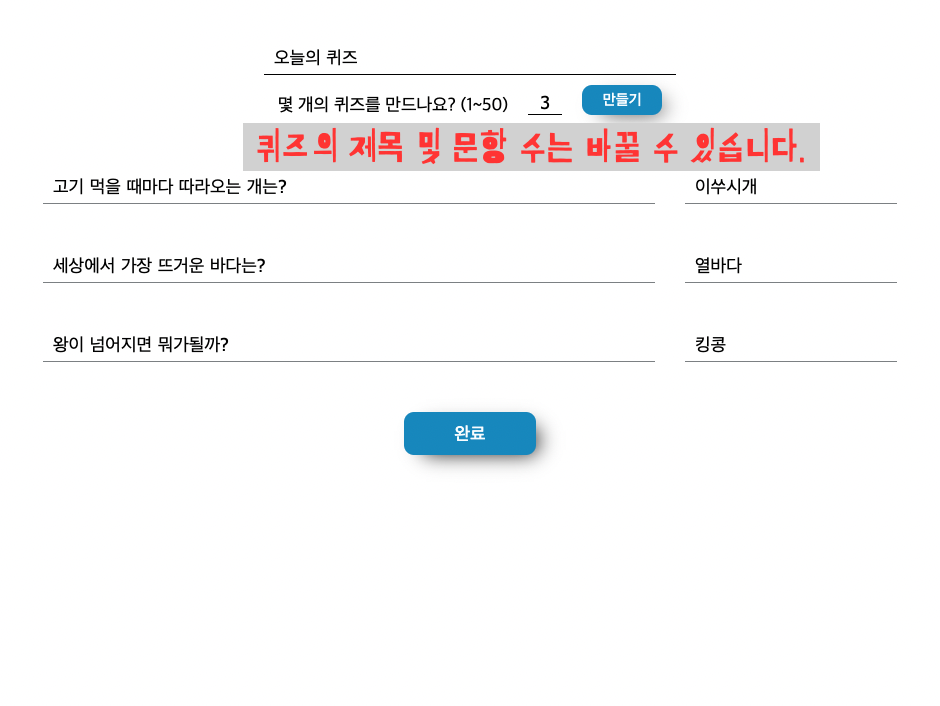 오늘의 퀴즈
몇 개의 퀴즈를 만드나요? (1~50) 3 만들기
퀴즈의 제목 및 문항 수는 바꿀 수 있습니다.
고기 먹을 때마다 따라오는 개는? 이쑤시개
세상에서 가장 뜨거운 바다는? 열바다
왕이 넘어지면 뭐가될까? 킹콩
완료